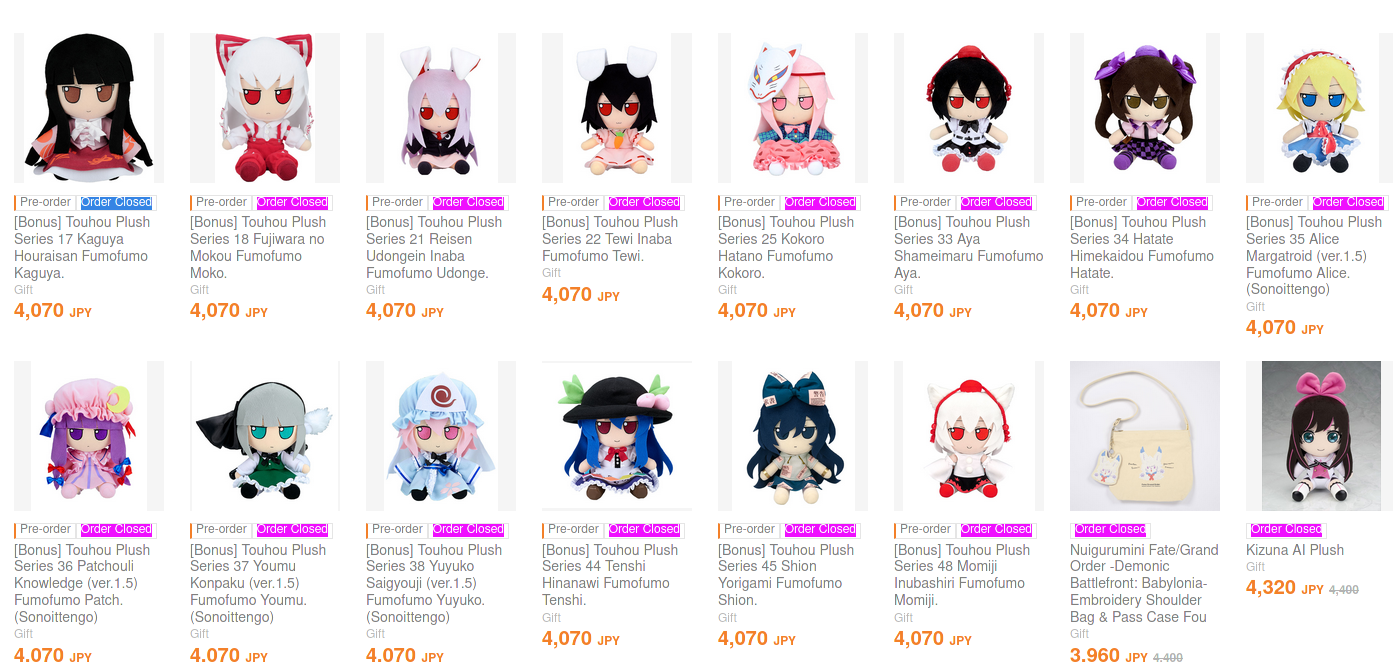 Pre-order Order Closed
[Bonus] Touhou Plush
Series 17 Kaguya
Houraisan Fumofumo
Kaguya.
Gift
4,070 JPY
Pre-order Order Closed
[Bonus] Touhou Plush
Series 18 Fujiwara no
Mokou Fumofumo
Moko.
Gift
4,070 JPY
Pre-order Order Closed
[Bonus] Touhou Plush
Series 21 Reisen
Udongein Inaba
Fumofumo Udonge.
Gift
4,070 JPY
Pre-order Order Closed
[Bonus] Touhou Plush
Series 22 Tewi Inaba
Fumofumo Tewi.
Gift
4,070 JPY
Pre-order Order Closed
[Bonus] Touhou Plush
Series 25 Kokoro
Hatano Fumofumo
Kokoro.
Gift
4,070 JPY
Pre-order Order Closed
[Bonus] Touhou Plush
Series 33 Aya
Shameimaru Fumofumo
Aya.
Gift
4,070 JPY
Pre-order Order Closed
[Bonus] Touhou Plush
Series 34 Hatate
Himekaidou Fumofumo
Hatate.
Gift
4,070 JPY
Pre-order Order Closed
[Bonus] Touhou Plush
Series 35 Alice
Margatroid (ver.1.5)
Fumofumo Alice.
(Sonoittengo)
Gift
4,070 JPY
Pre-order Order Closed
[Bonus] Touhou Plush
Series 36 Patchouli
Knowledge (ver.1.5)
Fumofumo Patch.
(Sonoittengo)
Gift
4,070 JPY
Pre-order Order Closed
[Bonus] Touhou Plush
Series 37 Youmu
Konpaku (ver.1.5)
Fumofumo Youmu.
(Sonoittengo)
Gift
4,070 JPY
Pre-order Order Closed
[Bonus] Touhou Plush
Series 38 Yuyuko
Saigyouji (ver.1.5)
Fumofumo Yuyuko.
(Sonoittengo)
Gift
4,070 JPY
Pre-order Order Closed
[Bonus] Touhou Plush
Series 44 Tenshi
Hinanawi Fumofumo
Tenshi.
Gift
4,070 JPY
Pre-order Order Closed
[Bonus] Touhou Plush
Series 45 Shion
Yorigami Fumofumo
Shion.
Gift
4,070 JPY
Pre-order Order Closed
[Bonus] Touhou Plush
Series 48 Momiji
Inubashiri Fumofumo
Momiji.
Gift
4,070 JPY
Order Closed
Nuigurumini Fate/Grand
Order -Demonic
Battlefront: Babylonia-
Embroidery Shoulder
Bag & Pass Case Fou
Gift
3,960 JPY 4,400
Order Closed
Kizuna AI Plush
Gift
4,320 JPY 4,400